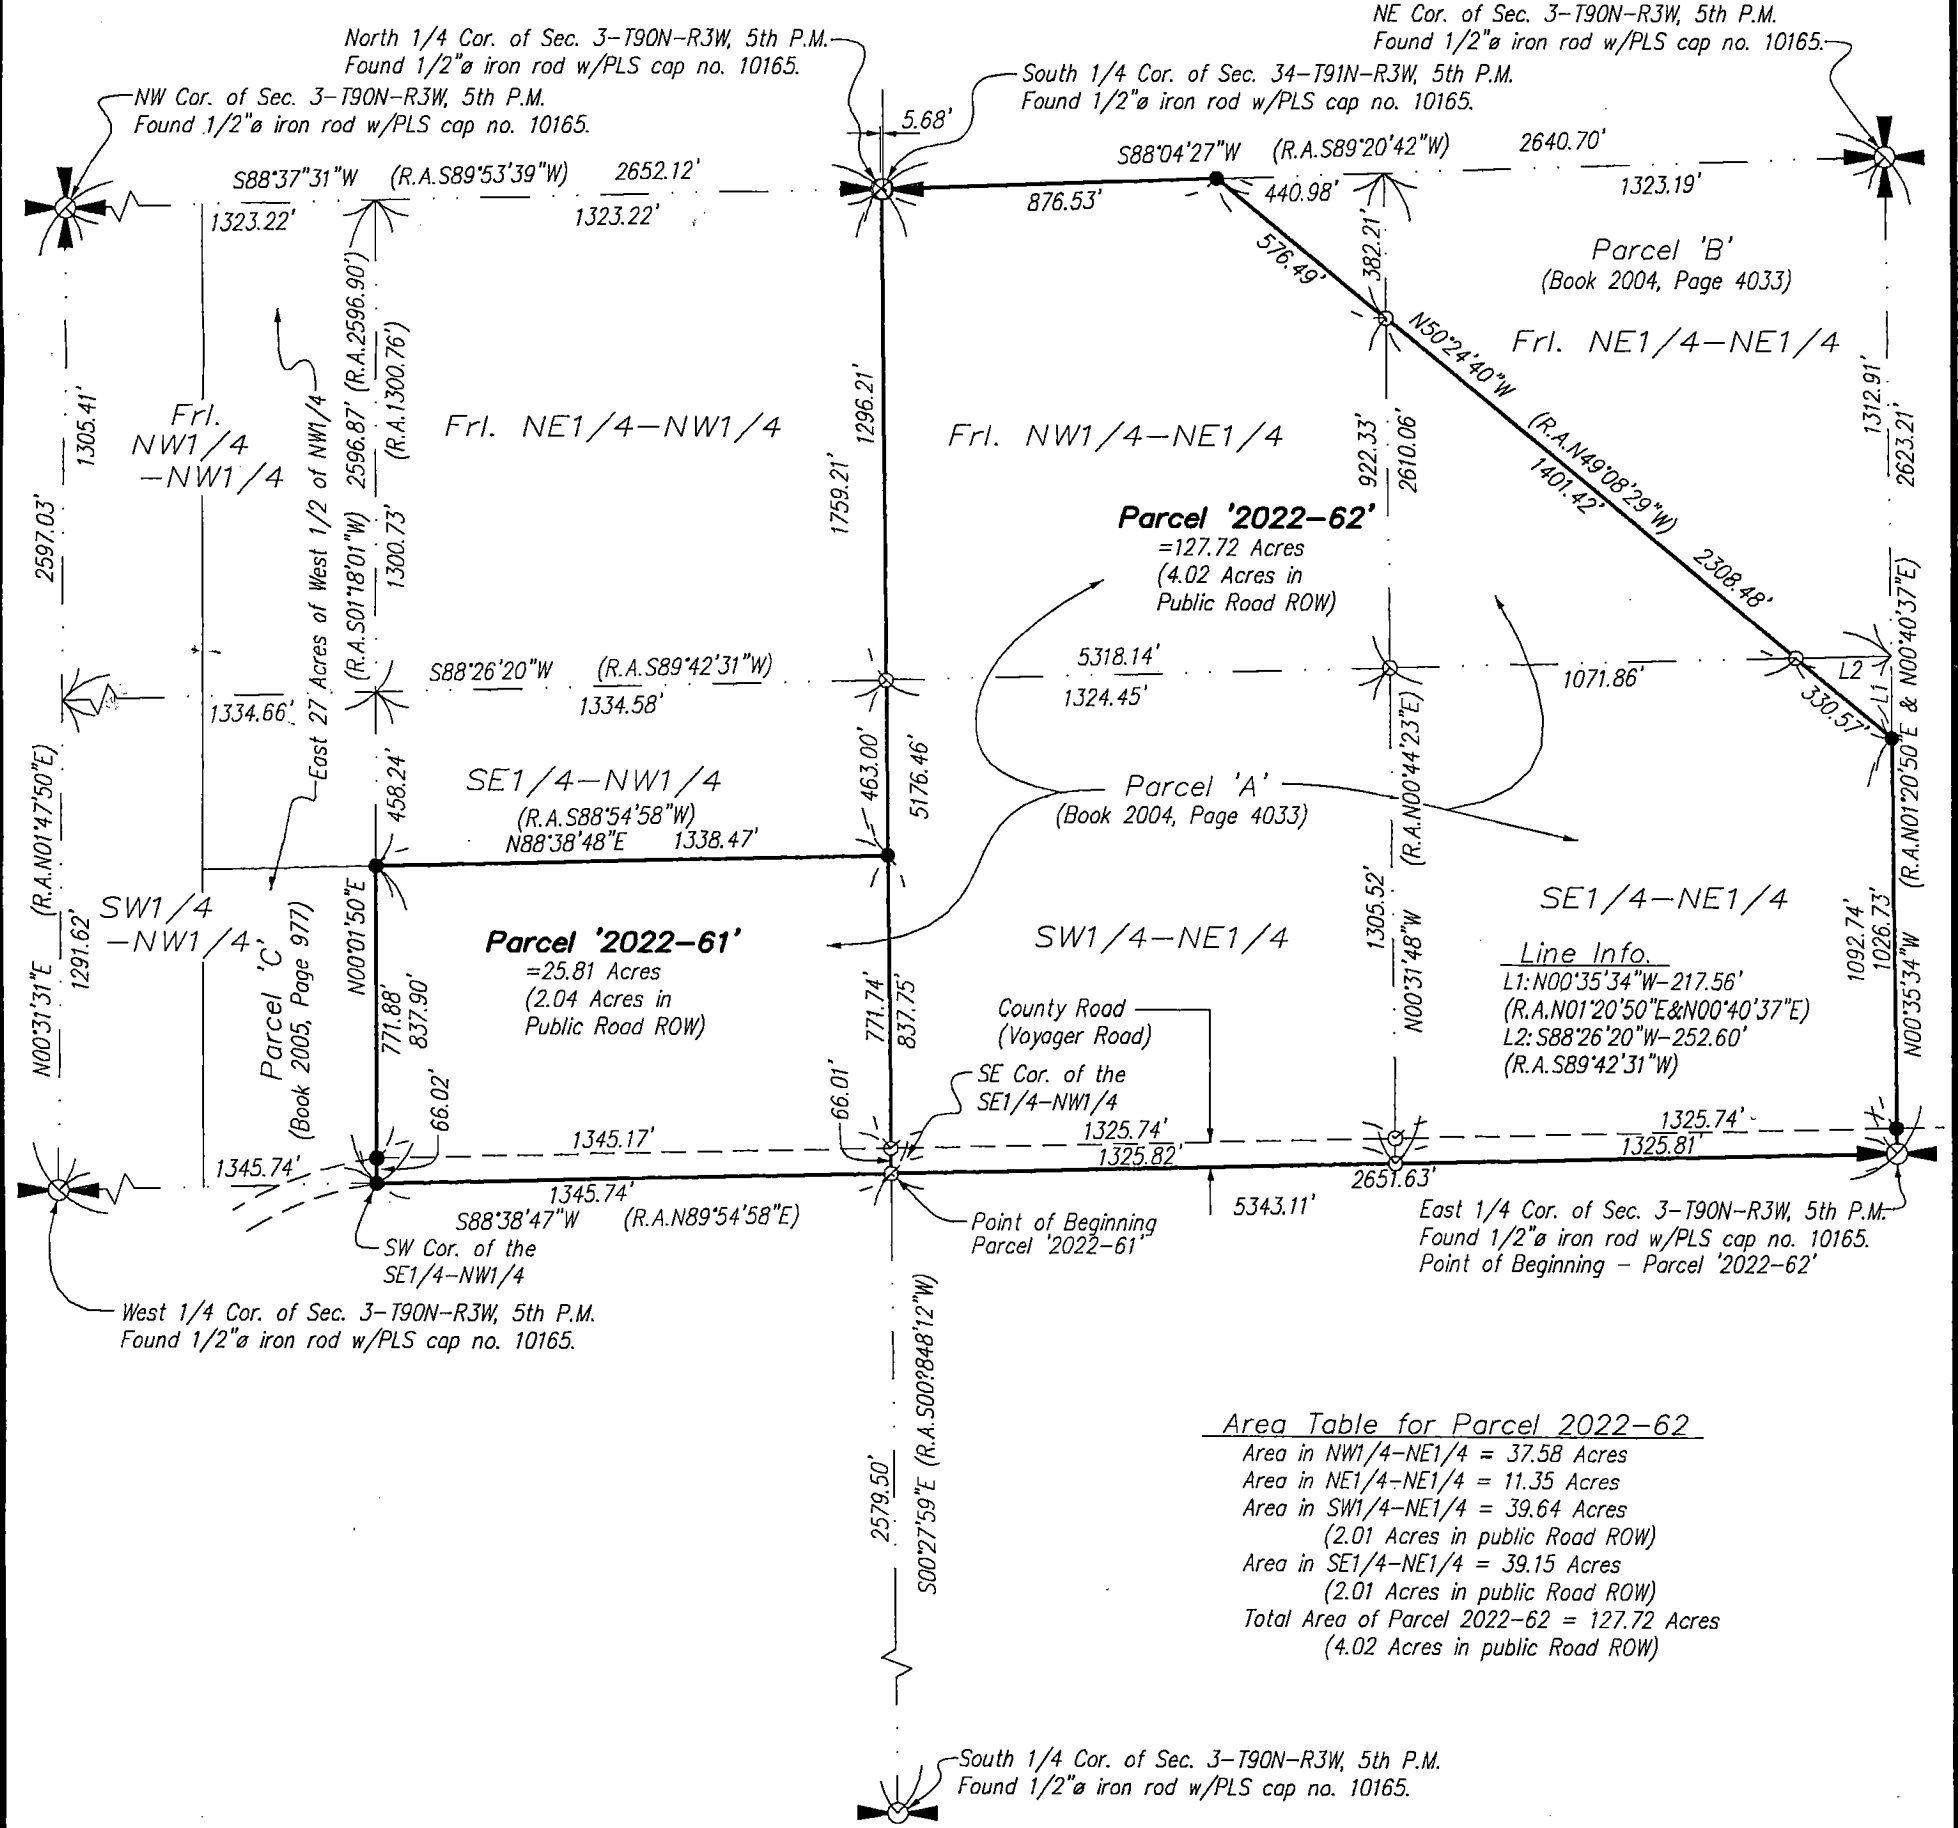 NE Cor. of Sec. 3-T90N-R3W, 5th P.M.
Found 1/2"ø iron rod w/PLS cap no. 10165.
North 1/4 Cor. of Sec. 3-T90N-R3W, 5th P.M.
Found 1/2"ø iron rod w/PLS cap no. 10165.
South 1/4 Cor. of Sec. 34-T91N-R3W, 5th P.M.
Found 1/2"ø iron rod w/PLS cap no. 10165.
NW Cor. of Sec. 3-T90N-R3W, 5th P.M.
Found 1/2"ø iron rod w/PLS cap no. 10165.
5.68'
S88°37'31"W (R.A.S89°53'39"W) 2652.12'
1323.22'
1323.22'
S88°04'27"W (R.A.S89°20'42"W) 2640.70'
876.53'
440.98'
1323.19'
576.49'
382.21'
Parcel 'B'
(Book 2004, Page 4033)
Frl. NE1/4-NE1/4
N50°24'40"W (R.A.N49°08'29"W)
1401.42'
2308.48'
1312.91'
2623.21'
1305.41'
2597.03'
Frl.
NW1/4
-NW1/4
East 27 Acres of West 1/2 of NW1/4
(R.A.S01°18'01"W) 2596.87' (R.A.2596.90')
1300.73' (R.A.1300.76')
Frl. NE1/4-NW1/4
1296.21'
1759.21'
Frl. NW1/4-NE1/4
922.33'
2610.06'
Parcel '2022-62'
=127.72 Acres
(4.02 Acres in
Public Road ROW)
S88°26'20"W (R.A.S89°42'31"W)
1334.66'
1334.58'
5318.14'
1324.45'
1071.86'
L2
L1
330.57'
458.24'
SE1/4-NW1/4
(R.A.S88°54'58"W)
N88°38'48"E 1338.47'
463.00'
5176.46'
Parcel 'A'
(Book 2004, Page 4033)
N00°31'48"W (R.A.N00°44'23"E)
1305.52'
N00°35'34"W (R.A.N01°20'50"E & N00°40'37"E)
1092.74'
1026.73'
N00°31'31"E (R.A.N01°47'50"E)
1291.62'
SW1/4
-NW1/4
Parcel 'C'
(Book 2005, Page 977)
N00°01'50"E
771.88'
837.90'
66.02'
Parcel '2022-61'
=25.81 Acres
(2.04 Acres in
Public Road ROW)
771.74'
837.75'
66.01'
SW1/4-NE1/4
SE1/4-NE1/4
Line Info.
L1: N00°35'34"W-217.56'
(R.A.N01°20'50"E&N00°40'37"E)
L2: S88°26'20"W-252.60'
(R.A.S89°42'31"W)
County Road
(Voyager Road)
SE Cor. of the
SE1/4-NW1/4
1345.74'
1345.17'
1325.74'
1325.82'
1325.74'
1325.81'
1345.74'
2651.63'
5343.11'
S88°38'47"W (R.A.N89°54'58"E)
SW Cor. of the
SE1/4-NW1/4
Point of Beginning
Parcel '2022-61'
East 1/4 Cor. of Sec. 3-T90N-R3W, 5th P.M.
Found 1/2"ø iron rod w/PLS cap no. 10165.
Point of Beginning - Parcel '2022-62'
West 1/4 Cor. of Sec. 3-T90N-R3W, 5th P.M.
Found 1/2"ø iron rod w/PLS cap no. 10165.
2579.50'
S00°27'59"E (R.A.S00?848'12"W)
Area Table for Parcel 2022-62
Area in NW1/4-NE1/4 = 37.58 Acres
Area in NE1/4-NE1/4 = 11.35 Acres
Area in SW1/4-NE1/4 = 39.64 Acres
(2.01 Acres in public Road ROW)
Area in SE1/4-NE1/4 = 39.15 Acres
(2.01 Acres in public Road ROW)
Total Area of Parcel 2022-62 = 127.72 Acres
(4.02 Acres in public Road ROW)
South 1/4 Cor. of Sec. 3-T90N-R3W, 5th P.M.
Found 1/2"ø iron rod w/PLS cap no. 10165.